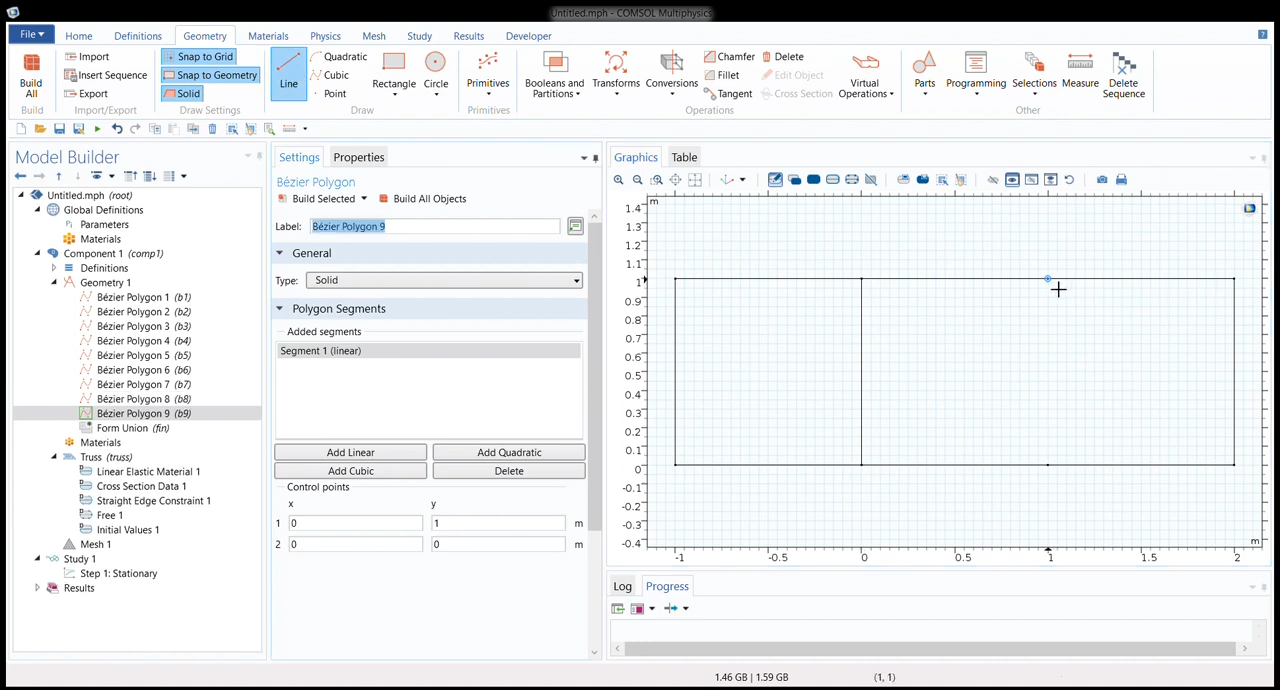 Untitled.mph - COMSOL Multiphysics
File Home Definitions Geometry Materials Physics Mesh Study Results Developer
Build All
Import
Insert Sequence
Export
Snap to Grid
Snap to Geometry
Solid
Line
Quadratic
Cubic
Point
Rectangle
Circle
Primitives
Booleans and Partitions
Transforms
Conversions
Chamfer
Fillet
Tangent
Delete
Edit Object
Cross Section
Virtual Operations
Parts
Programming
Selections
Measure
Delete Sequence
Build Import/Export Draw Settings Draw Primitives Operations Other
Model Builder
Untitled.mph (root)
Global Definitions
Pi Parameters
Materials
Component 1 (comp1)
Definitions
Geometry 1
Bézier Polygon 1 (b1)
Bézier Polygon 2 (b2)
Bézier Polygon 3 (b3)
Bézier Polygon 4 (b4)
Bézier Polygon 5 (b5)
Bézier Polygon 6 (b6)
Bézier Polygon 7 (b7)
Bézier Polygon 8 (b8)
Bézier Polygon 9 (b9)
Form Union (fin)
Materials
Truss (truss)
Linear Elastic Material 1
Cross Section Data 1
Straight Edge Constraint 1
Free 1
Initial Values 1
Mesh 1
Study 1
Step 1: Stationary
Results
Settings Properties
Bézier Polygon
Build Selected Build All Objects
Label: Bézier Polygon 9
General
Type: Solid
Polygon Segments
Added segments
Segment 1 (linear)
Add Linear Add Quadratic
Add Cubic Delete
Control points
x y
1 0 1 m
2 0 0 m
Graphics Table
m
1.4
1.3
1.2
1.1
1
0.9
0.8
0.7
0.6
0.5
0.4
0.3
0.2
0.1
0
-0.1
-0.2
-0.3
-0.4
m
-1 -0.5 0 0.5 1 1.5 2
Log Progress
1.46 GB | 1.59 GB (1, 1)